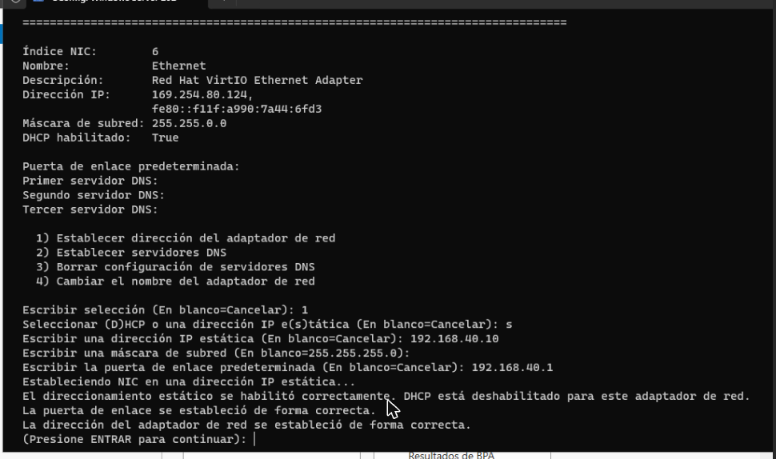 ================================================================================
Índice NIC: 6
Nombre: Ethernet
Descripción: Red Hat VirtIO Ethernet Adapter
Dirección IP: 169.254.80.124,
fe80::f11f:a990:7a44:6fd3
Máscara de subred: 255.255.0.0
DHCP habilitado: True
Puerta de enlace predeterminada:
Primer servidor DNS:
Segundo servidor DNS:
Tercer servidor DNS:
1) Establecer dirección del adaptador de red
2) Establecer servidores DNS
3) Borrar configuración de servidores DNS
4) Cambiar el nombre del adaptador de red
Escribir selección (En blanco=Cancelar): 1
Seleccionar (D)HCP o una dirección IP e(s)tática (En blanco=Cancelar): s
Escribir una dirección IP estática (En blanco=Cancelar): 192.168.40.10
Escribir una máscara de subred (En blanco=255.255.255.0):
Escribir la puerta de enlace predeterminada (En blanco=Cancelar): 192.168.40.1
Estableciendo NIC en una dirección IP estática...
El direccionamiento estático se habilitó correctamente. DHCP está deshabilitado para este adaptador de red.
La puerta de enlace se estableció de forma correcta.
La dirección del adaptador de red se estableció de forma correcta.
(Presione ENTRAR para continuar):
Resultados de BPA